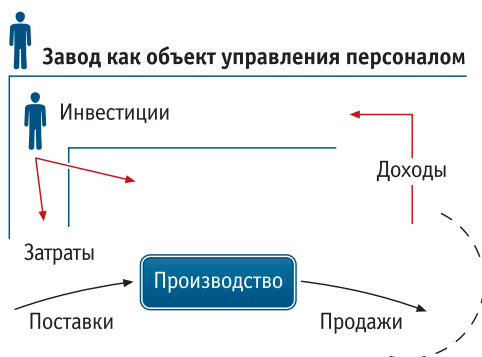 Завод как объект управления персоналом
Инвестиции
Доходы
Затраты
Производство
Поставки
Продажи